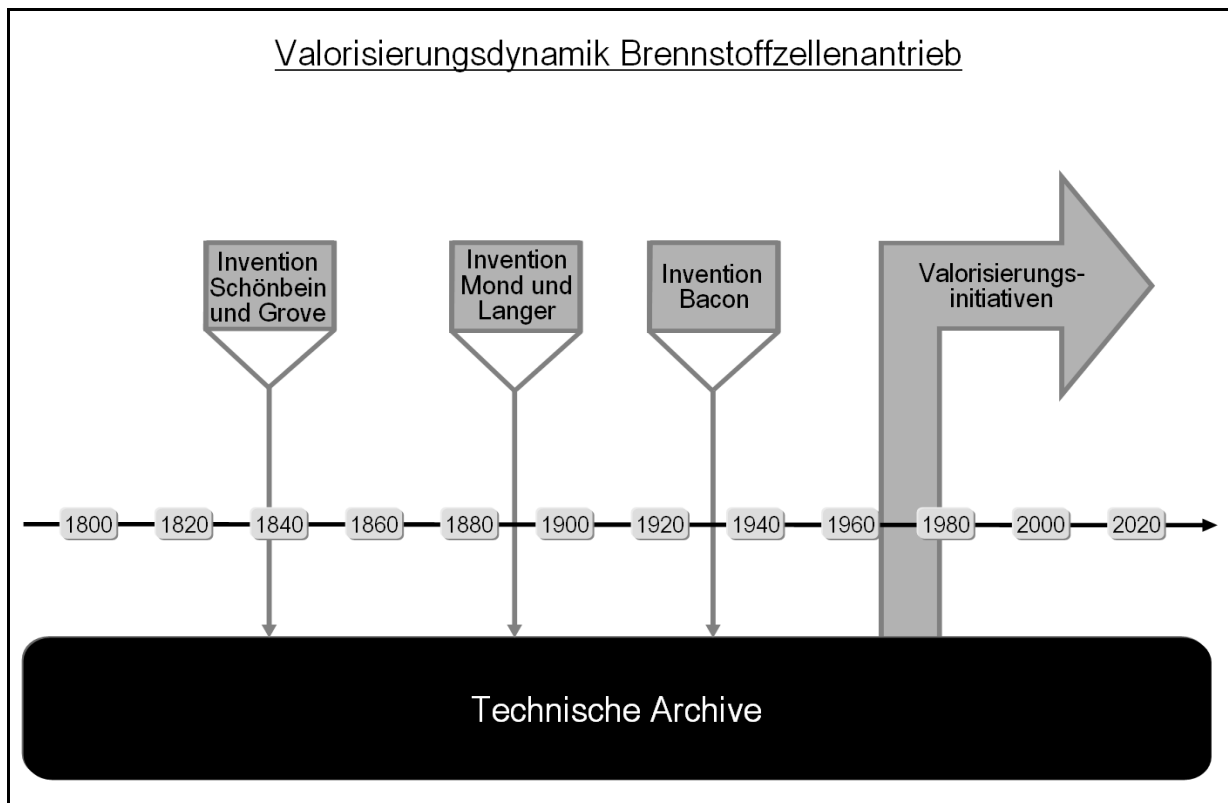 Valorisierungsdynamik Brennstoffzellenantrieb
Invention
Schönbein
und Grove
Invention
Mond und
Langer
Invention
Bacon
Valorisierungs-
initiativen
1800 1820 1840 1860 1880 1900 1920 1940 1960 1980 2000 2020
Technische Archive